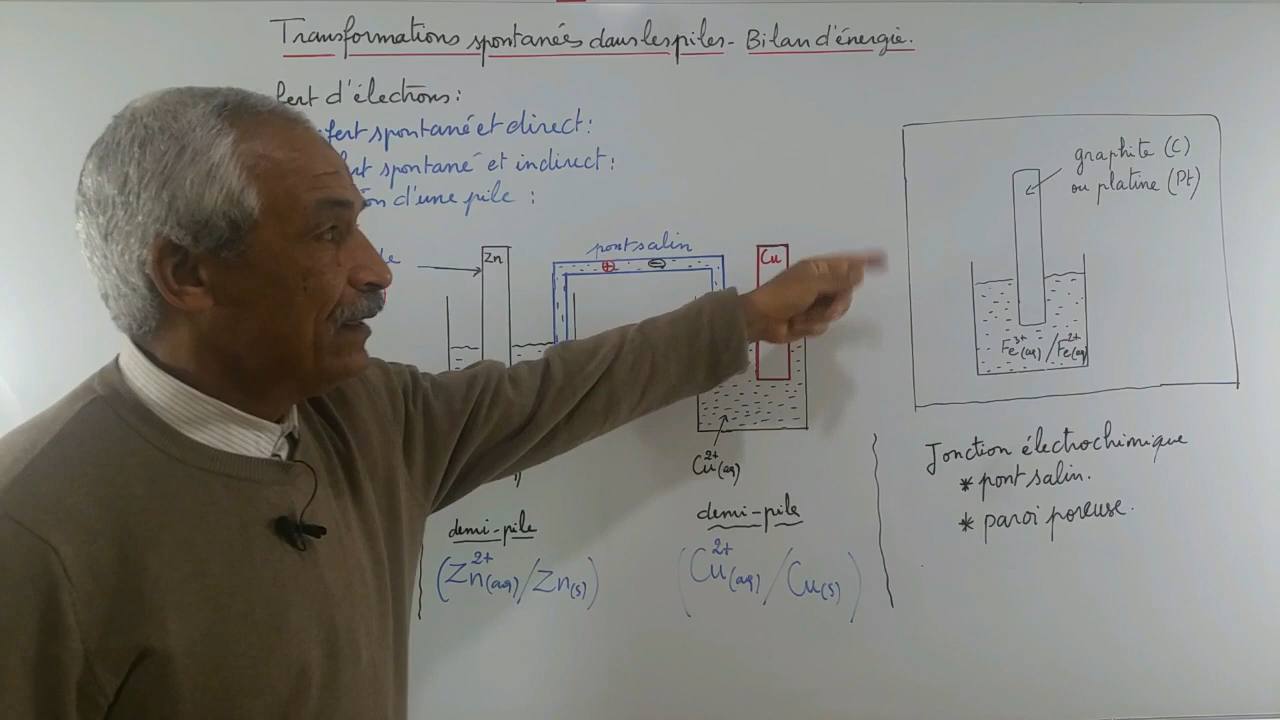 Transformations spontanées dans les piles - Bilan d'énergie.
fert d'électrons:
fert spontané et direct:
spontané et indirect:
d'une pile :
pont salin
Zn
Cu
graphite (C)
ou platine (Pt)
Fe³⁺(aq)/Fe²⁺(aq)
Cu²⁺(aq)
demi-pile
(Zn²⁺(aq)/Zn(s))
demi-pile
(Cu²⁺(aq)/Cu(s))
Jonction électrochimique
* pont salin.
* paroi poreuse.